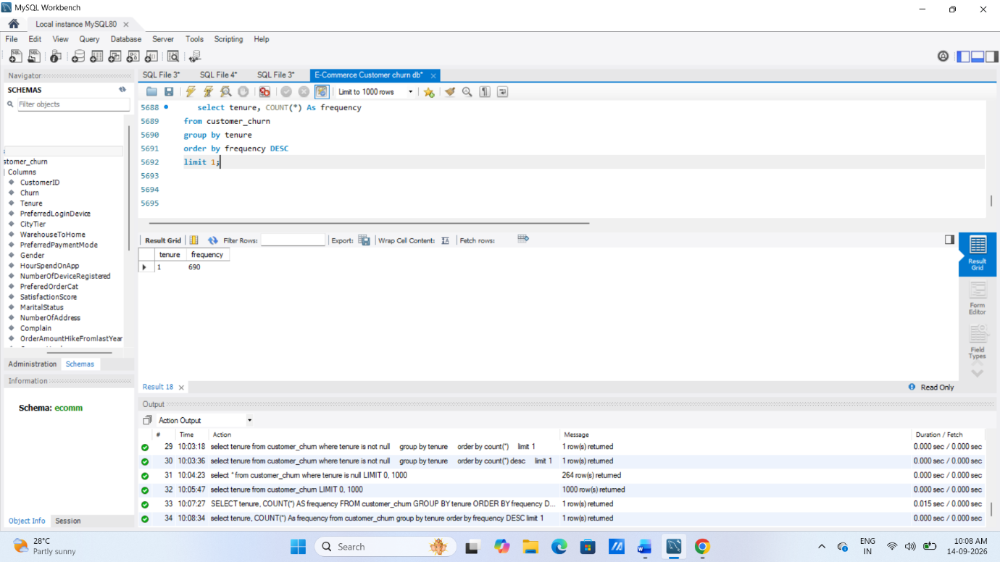 MySQL Workbench
Local instance MySQL80
File Edit View Query Database Server Tools Scripting Help
Navigator
SCHEMAS
Filter objects
stomer_churn
Columns
CustomerID
Churn
Tenure
PreferredLoginDevice
CityTier
WarehouseToHome
PreferredPaymentMode
Gender
HourSpendOnApp
NumberOfDeviceRegistered
PreferedOrderCat
SatisfactionScore
MaritalStatus
NumberOfAddress
Complain
OrderAmountHikeFromlastYear
Administration Schemas
Information
Schema: ecomm
Object Info Session
SQL File 3* SQL File 4* SQL File 3* E-Commerce Customer churn db*
Limit to 1000 rows
5688 select tenure, COUNT(*) As frequency
5689 from customer_churn
5690 group by tenure
5691 order by frequency DESC
5692 limit 1;
5693
5694
5695
Result Grid Filter Rows: Export: Wrap Cell Content: Fetch rows:
tenure frequency
1 690
Result Grid
Form Editor
Field Types
Result 18 Read Only
Output
Action Output
# Time Action Message Duration / Fetch
29 10:03:18 select tenure from customer_churn where tenure is not null group by tenure order by count(*) limit 1 1 row(s) returned 0.000 sec / 0.000 sec
30 10:03:36 select tenure from customer_churn where tenure is not null group by tenure order by count(*) desc limit 1 1 row(s) returned 0.000 sec / 0.000 sec
31 10:04:23 select * from customer_churn where tenure is null LIMIT 0, 1000 264 row(s) returned 0.000 sec / 0.000 sec
32 10:05:47 select tenure from customer_churn LIMIT 0, 1000 1000 row(s) returned 0.000 sec / 0.000 sec
33 10:07:27 SELECT tenure, COUNT(*) AS frequency FROM customer_churn GROUP BY tenure ORDER BY frequency D... 1 row(s) returned 0.015 sec / 0.000 sec
34 10:08:34 select tenure, COUNT(*) As frequency from customer_churn group by tenure order by frequency DESC limit 1 1 row(s) returned 0.000 sec / 0.000 sec
28°C
Partly sunny
Search
ENG
IN
10:08 AM
14-09-2026